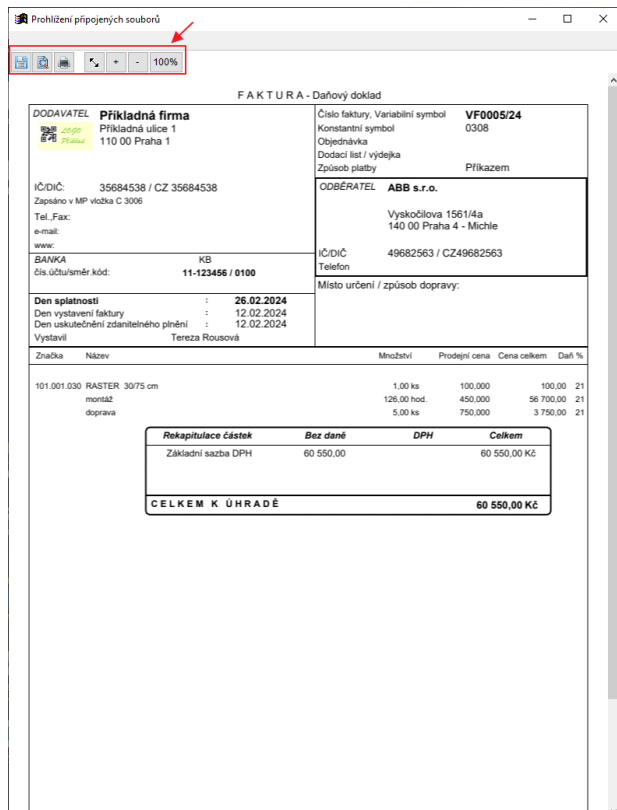 Prohlížení připojených souborů
+ - 100%
F A K T U R A - Daňový doklad
DODAVATEL Příkladná firma
LOGO Příklad
Příkladná ulice 1
110 00 Praha 1
IČ/DIČ: 35684538 / CZ 35684538
Zapsáno v MP vložka C 3006
Tel.,Fax:
e-mail:
www:
BANKA KB
čís.účtu/směr.kód: 11-123456 / 0100
Den splatnosti : 26.02.2024
Den vystavení faktury : 12.02.2024
Den uskutečnění zdanitelného plnění : 12.02.2024
Vystavil Tereza Rousová
Číslo faktury, Variabilní symbol VF0005/24
Konstantní symbol 0308
Objednávka
Dodací list / výdejka
Způsob platby Příkazem
ODBĚRATEL ABB s.r.o.
Vyskočilova 1561/4a
140 00 Praha 4 - Michle
IČ/DIČ 49682563 / CZ49682563
Telefon
Místo určení / způsob dopravy:
Značka Název Množství Prodejní cena Cena celkem Daň %
101.001.030 RASTER 30/75 cm 1,00 ks 100,000 100,00 21
montáž 126,00 hod. 450,000 56 700,00 21
doprava 5,00 ks 750,000 3 750,00 21
Rekapitulace částek Bez daně DPH Celkem
Základní sazba DPH 60 550,00 60 550,00 Kč
C E L K E M K Ú H R A D Ě 60 550,00 Kč